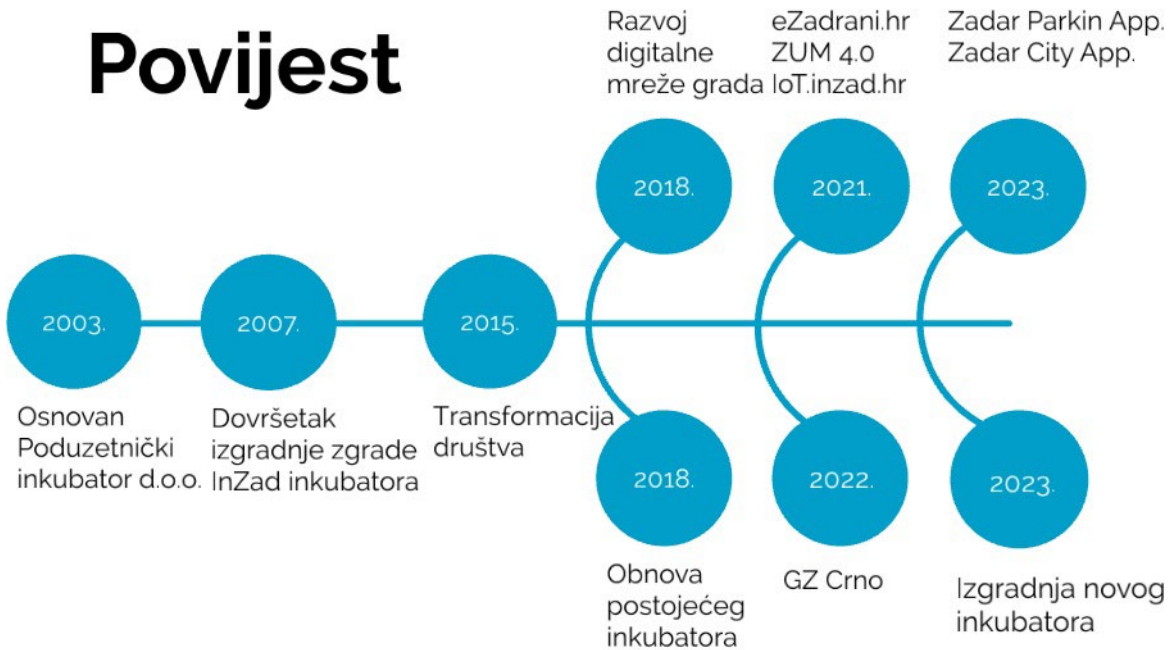 Povijest
2003.
Osnovan
Poduzetnički
inkubator d.o.o.
2007.
Dovršetak
izgradnje zgrade
InZad inkubatora
2015.
Transformacija
društva
Razvoj
digitalne
mreže grada
2018.
2018.
Obnova
postojećeg
inkubatora
eZadrani.hr
ZUM 4.0
IoT.inzad.hr
2021.
2022.
GZ Crno
Zadar Parkin App.
Zadar City App.
2023.
2023.
Izgradnja novog
inkubatora